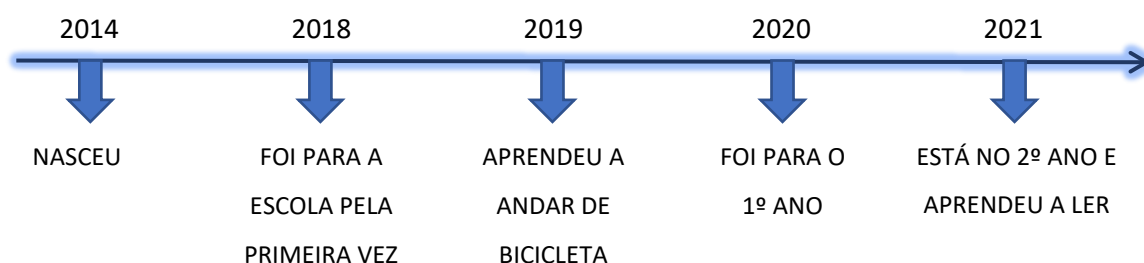 2014 2018 2019 2020 2021
NASCEU FOI PARA A APRENDEU A FOI PARA O ESTÁ NO 2º ANO E
ESCOLA PELA ANDAR DE 1º ANO APRENDEU A LER
PRIMEIRA VEZ BICICLETA